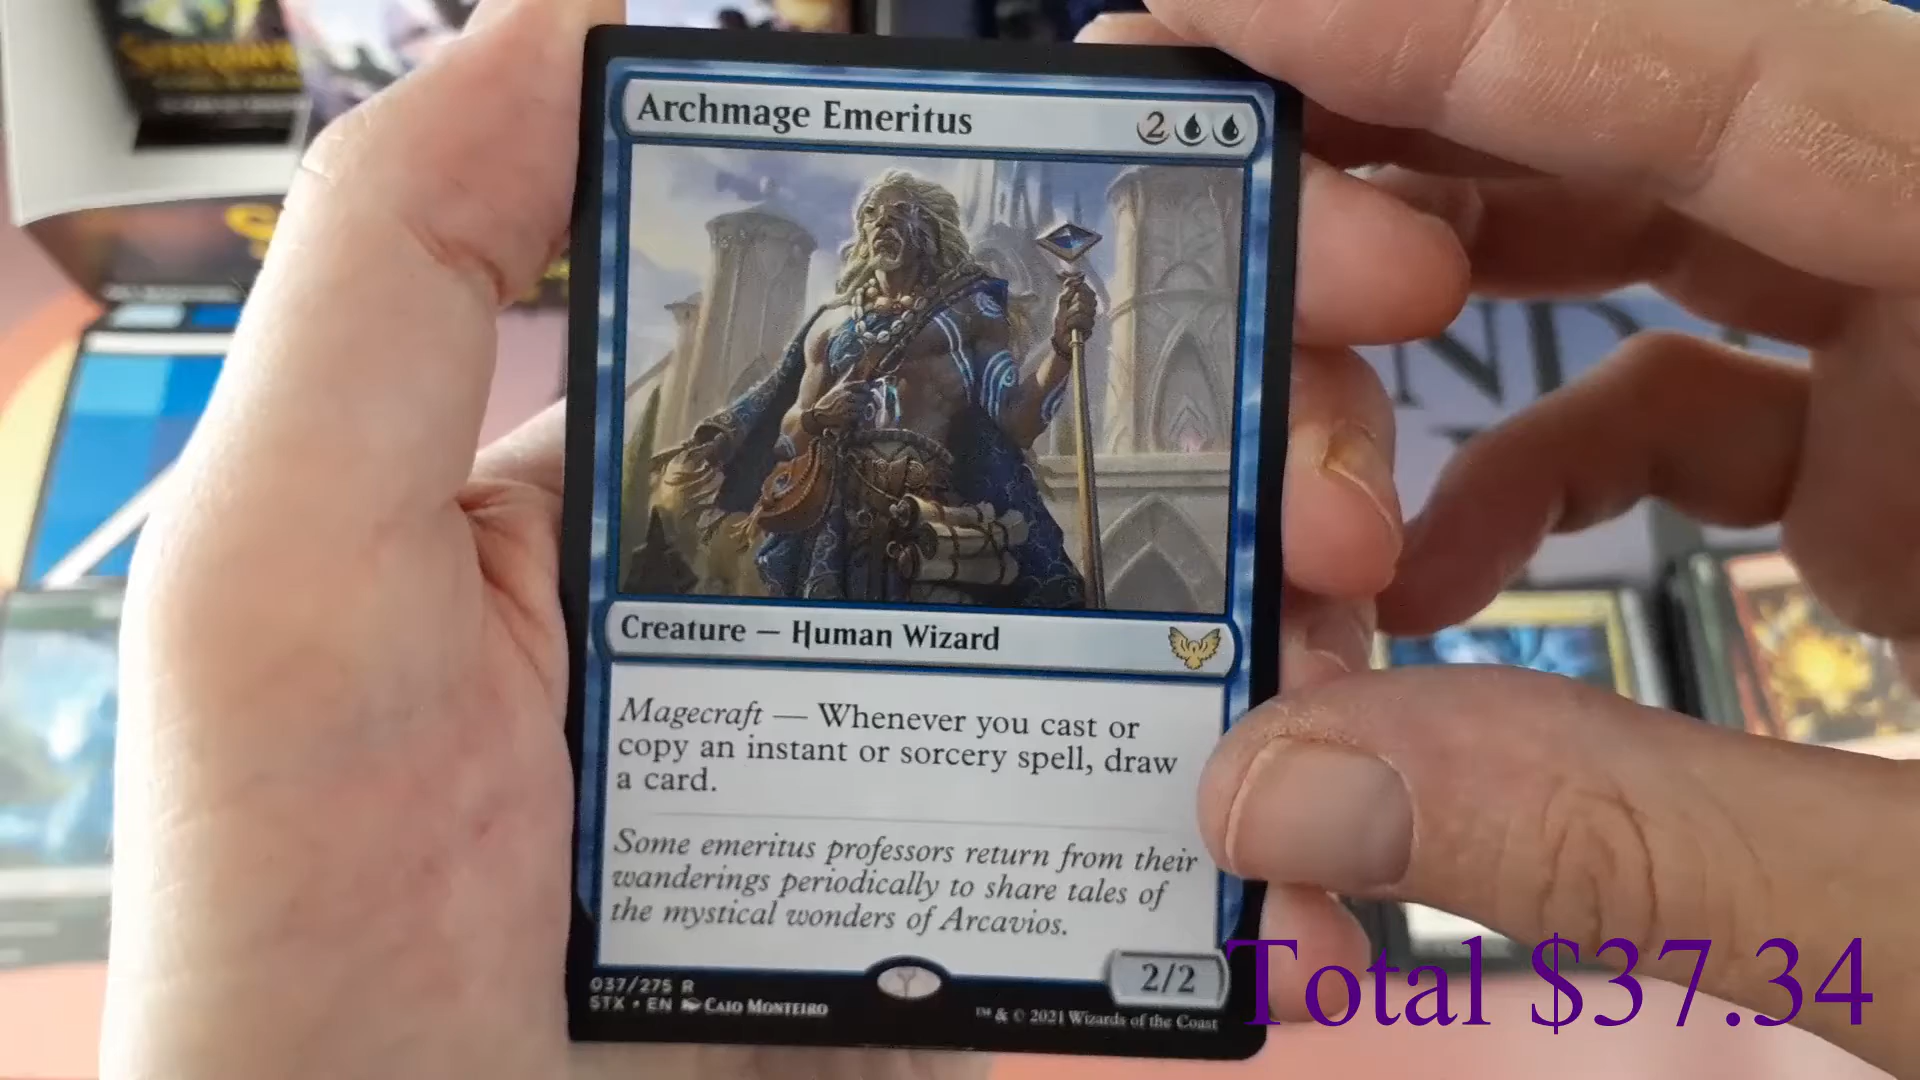 Archmage Emeritus
2
Creature — Human Wizard
Magecraft — Whenever you cast or
copy an instant or sorcery spell, draw
a card.
Some emeritus professors return from their
wanderings periodically to share tales of
the mystical wonders of Arcavios.
2/2
037/275 R
STX • EN CAIO MONTEIRO
™ & © 2021 Wizards of the Coast
Total $37.34